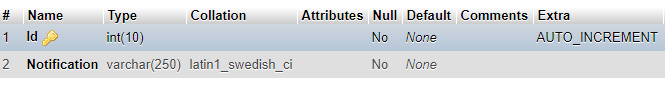 # Name Type Collation Attributes Null Default Comments Extra
1 Id int(10) No None AUTO_INCREMENT
2 Notification varchar(250) latin1_swedish_ci No None